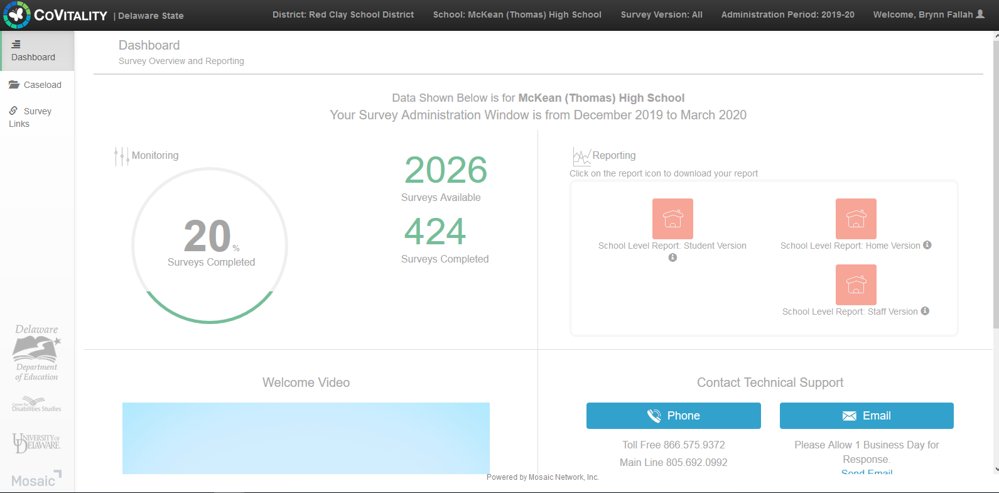 COVITALITY | Delaware State
District: Red Clay School District School: McKean (Thomas) High School Survey Version: All Administration Period: 2019-20 Welcome, Brynn Fallah
Dashboard
Caseload
Survey
Links
Delaware
Department
of Education
Center for
Disabilities Studies
UNIVERSITY OF
DELAWARE.
Mosaic
Dashboard
Survey Overview and Reporting
Data Shown Below is for McKean (Thomas) High School
Your Survey Administration Window is from December 2019 to March 2020
Monitoring
20%
Surveys Completed
2026
Surveys Available
424
Surveys Completed
Reporting
Click on the report icon to download your report
School Level Report: Student Version
School Level Report: Home Version
School Level Report: Staff Version
Welcome Video
Contact Technical Support
Phone
Toll Free 866.575.9372
Main Line 805.692.0992
Email
Please Allow 1 Business Day for
Response.
Send Email
Powered by Mosaic Network, Inc.